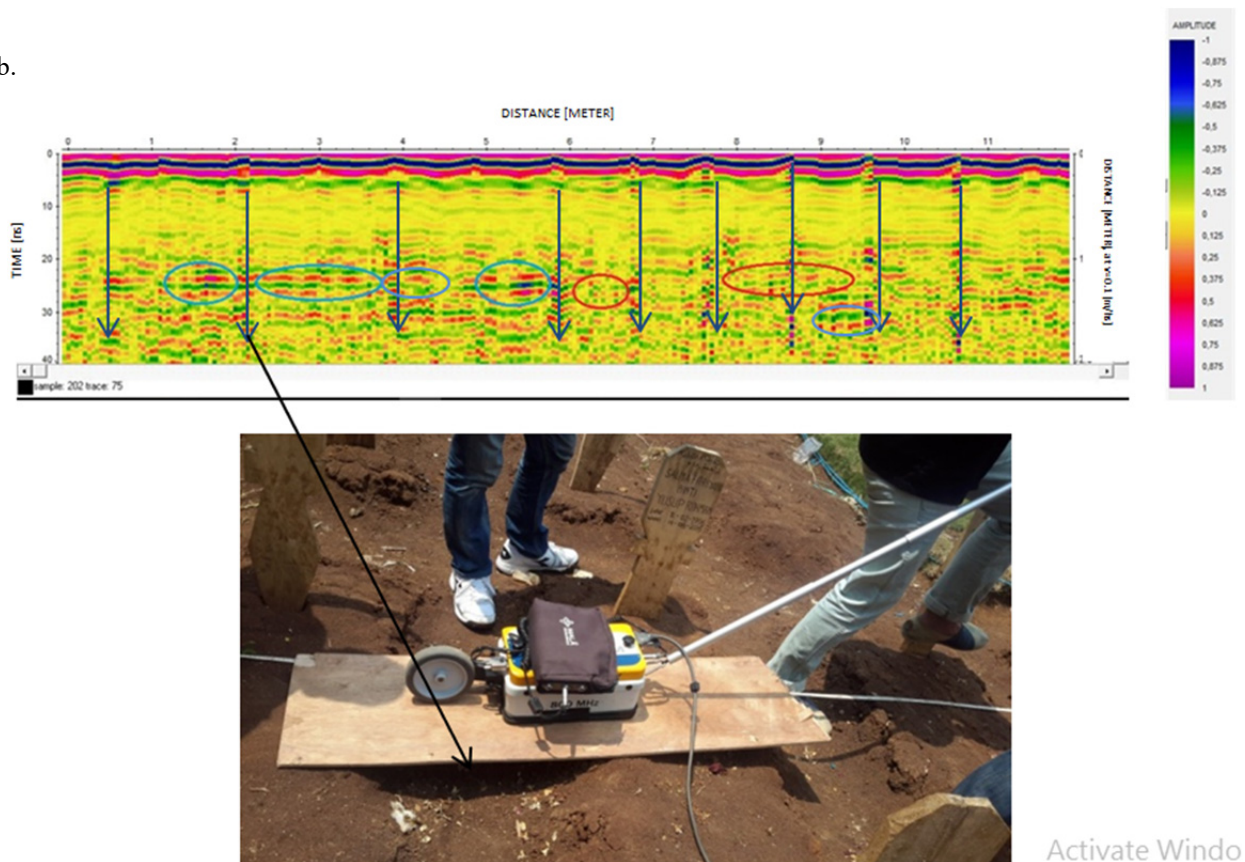 AMPLITUDE
-1
-0,875
-0,75
-0,625
-0,5
-0,375
-0,25
-0,125
0
0,125
0,25
0,375
0,5
0,625
0,75
0,875
1
b.
DISTANCE [METER]
0 1 2 3 4 5 6 7 8 9 10 11
TIME [ns]
0
10
20
30
40
DISTANCE [METER] at v=0.1 [m/ns]
0
1
2
sample: 202 trace: 75
800 MHz
Activate Windo